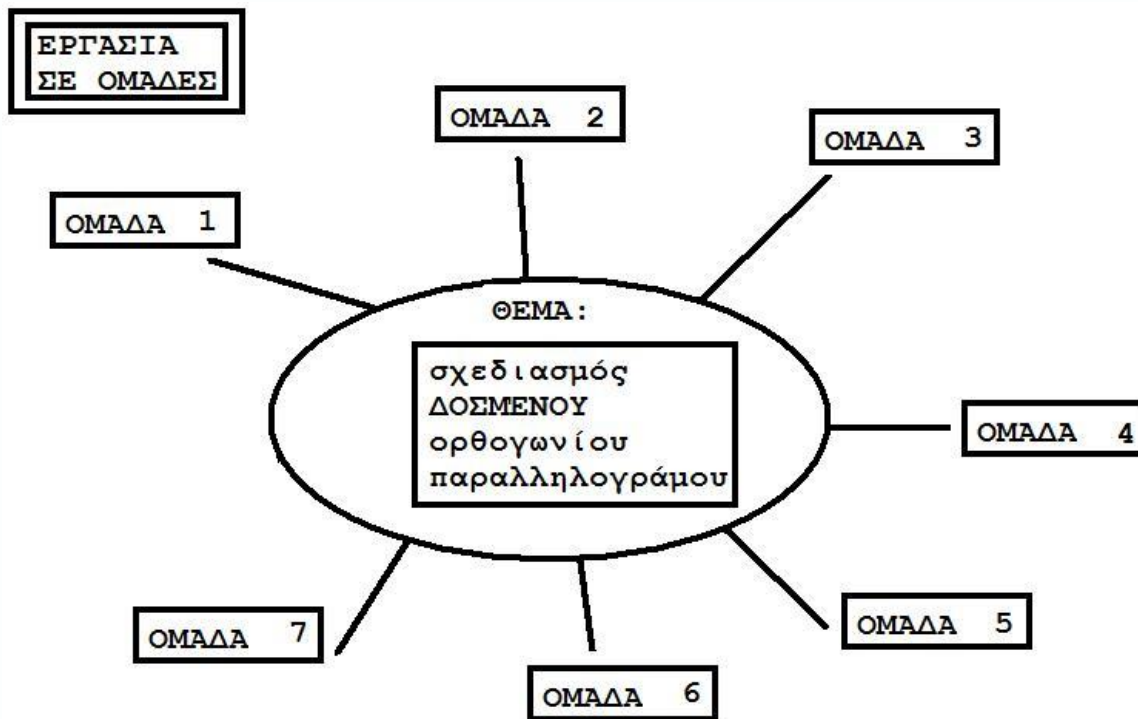 ΕΡΓΑΣΙΑ
ΣΕ ΟΜΑΔΕΣ
ΟΜΑΔΑ 1
ΟΜΑΔΑ 2
ΟΜΑΔΑ 3
ΘΕΜΑ:
σχεδιασμός
ΔΟΣΜΕΝΟΥ
ορθογωνίου
παραλληλογράμου
ΟΜΑΔΑ 4
ΟΜΑΔΑ 5
ΟΜΑΔΑ 6
ΟΜΑΔΑ 7